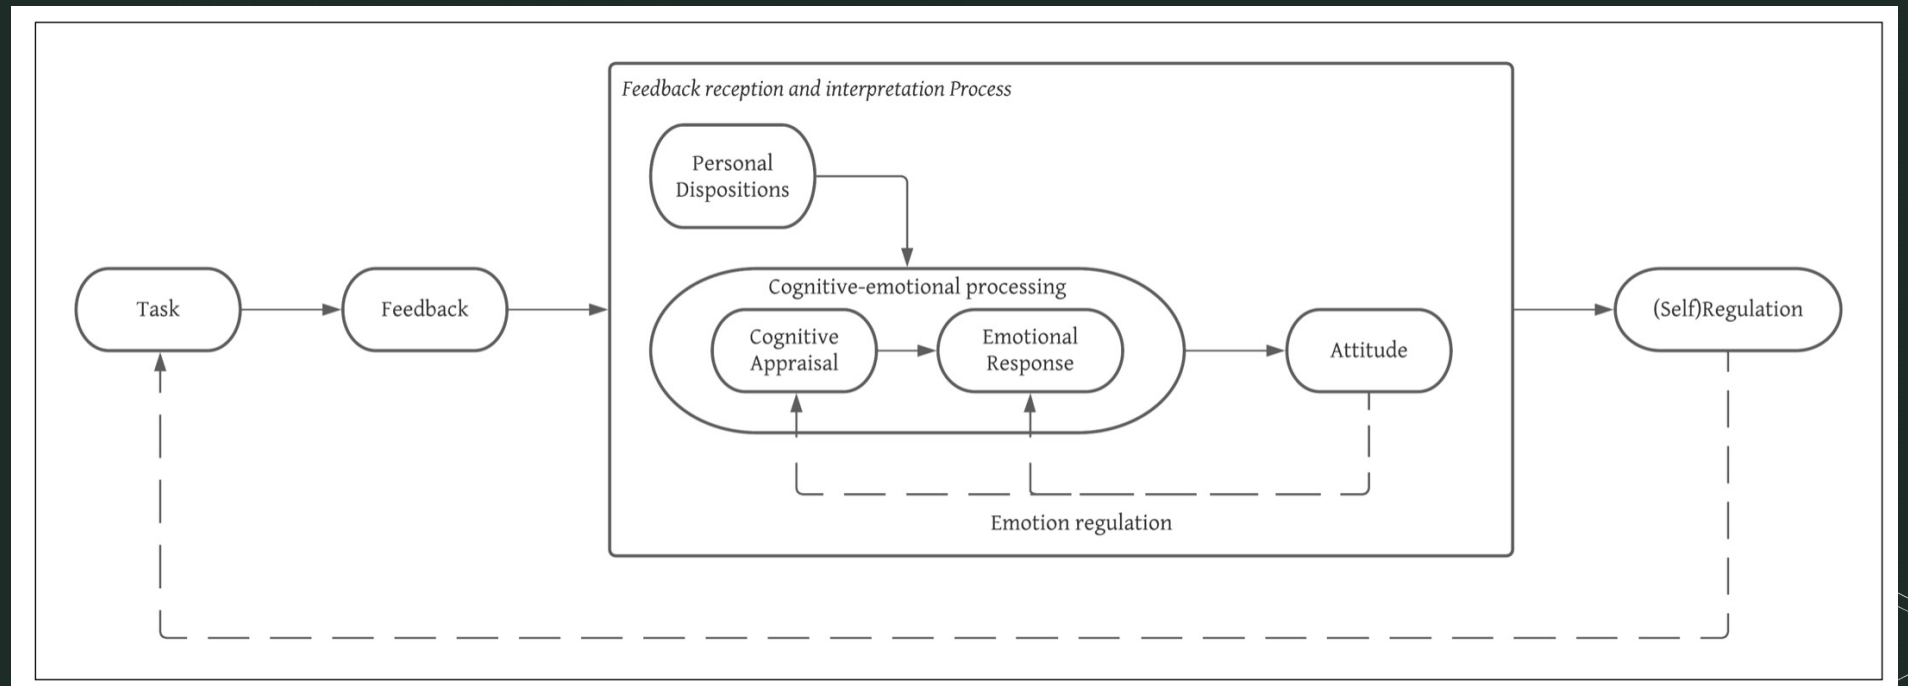 Feedback reception and interpretation Process
Personal
Dispositions
Task
Feedback
Cognitive-emotional processing
Cognitive
Appraisal
Emotional
Response
Attitude
(Self)Regulation
Emotion regulation